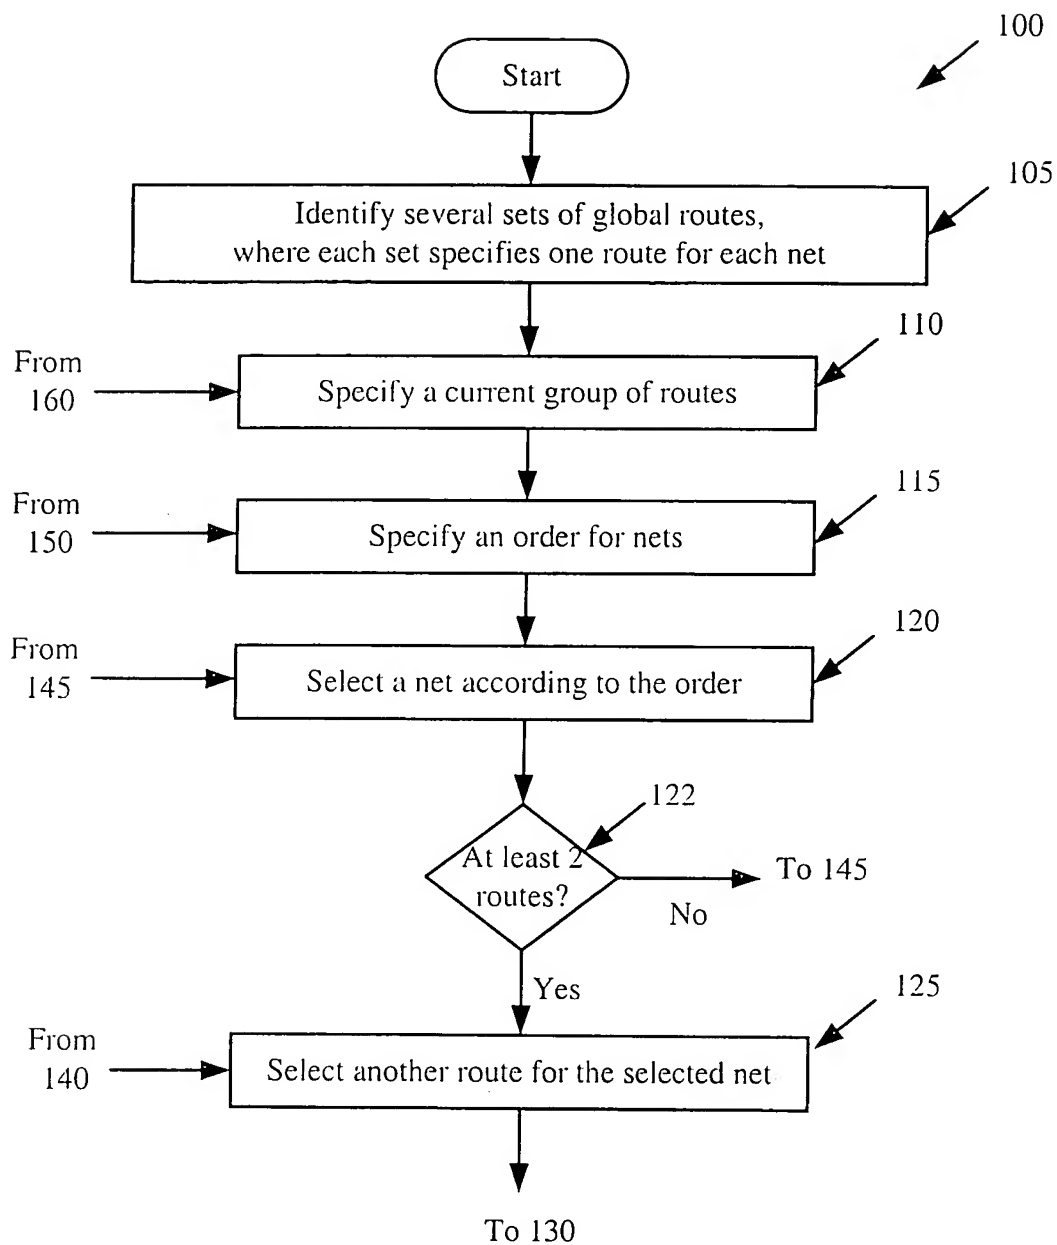 100
Start
105
Identify several sets of global routes,
where each set specifies one route for each net
110
From
160
Specify a current group of routes
115
From
150
Specify an order for nets
120
From
145
Select a net according to the order
122
At least 2
routes?
To 145
No
Yes
125
From
140
Select another route for the selected net
To 130